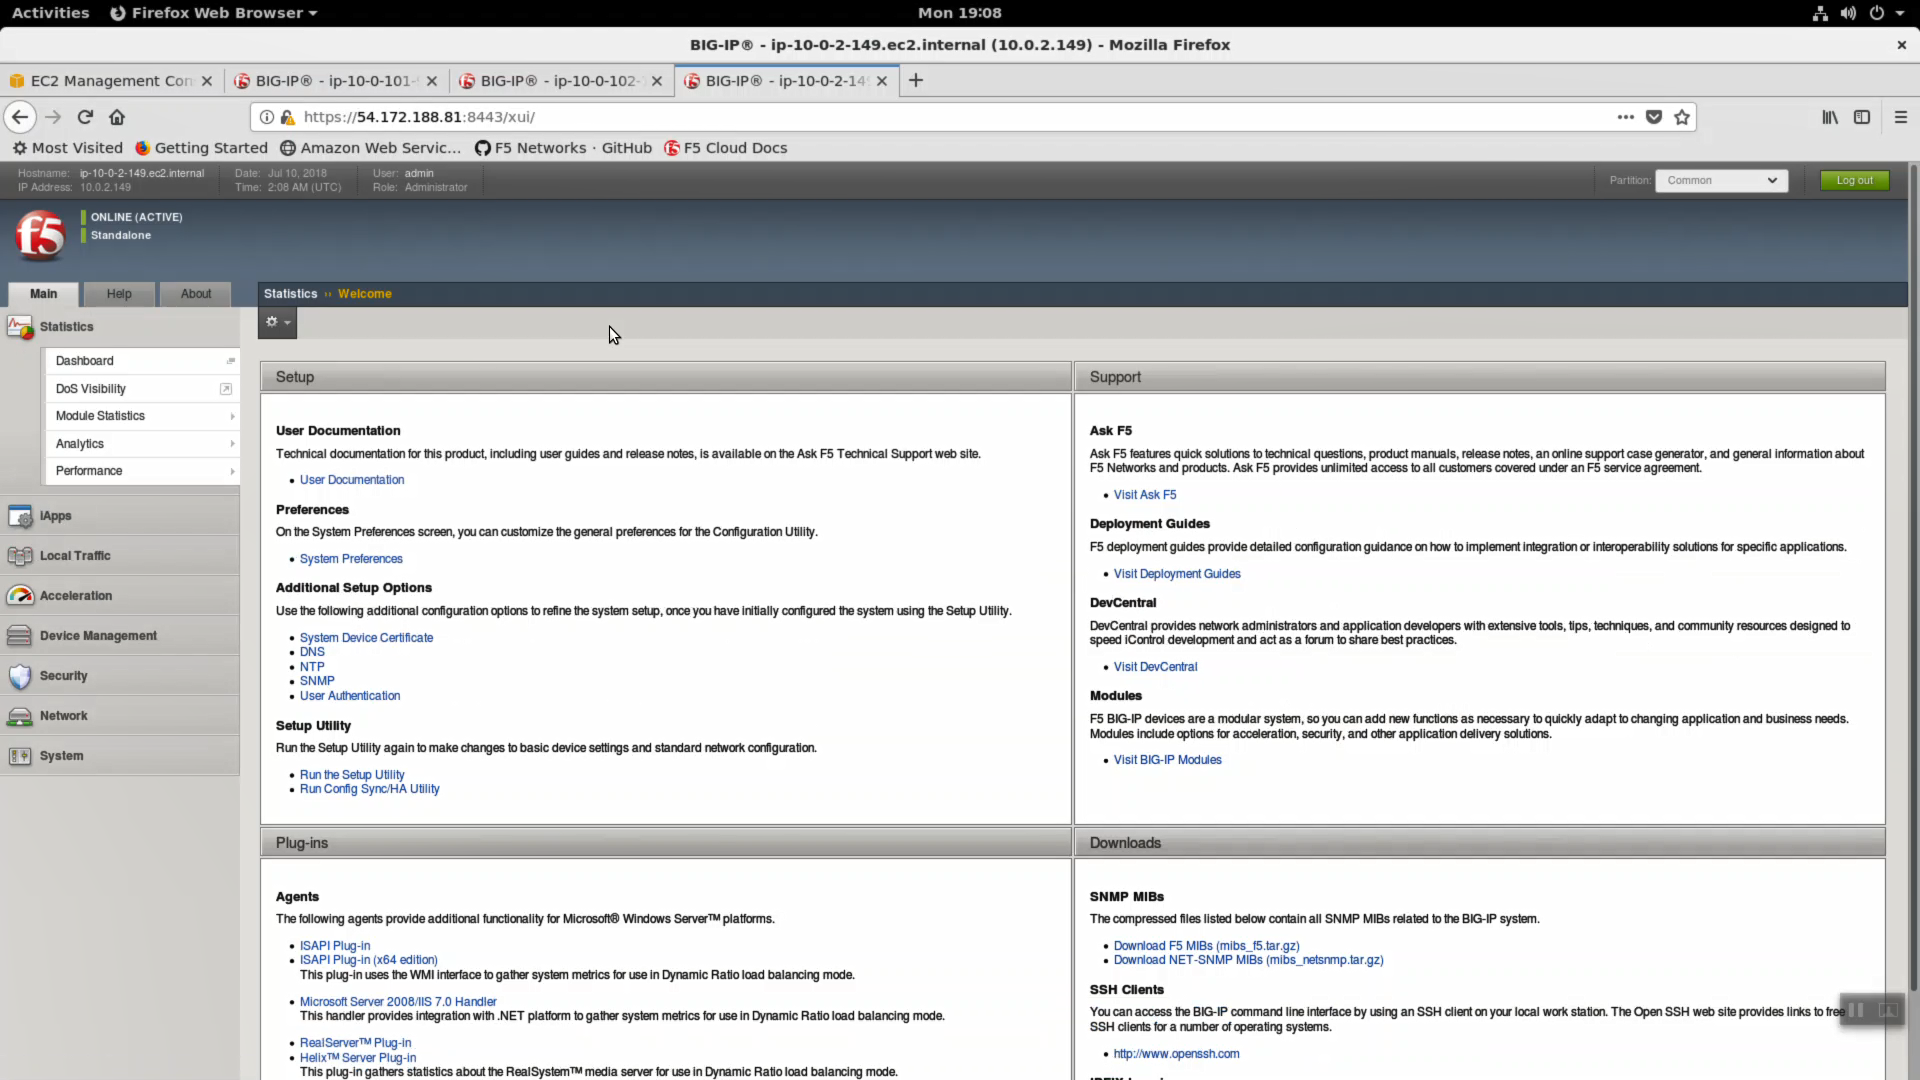 Activities Firefox Web Browser Mon 19:08
BIG-IP® - ip-10-0-2-149.ec2.internal (10.0.2.149) - Mozilla Firefox
EC2 Management Con BIG-IP® - ip-10-0-101- BIG-IP® - ip-10-0-102- BIG-IP® - ip-10-0-2-149
https://54.172.188.81:8443/xui/
Most Visited Getting Started Amazon Web Servic... F5 Networks · GitHub F5 Cloud Docs
Hostname: ip-10-0-2-149.ec2.internal Date: Jul 10, 2018 User: admin
IP Address: 10.0.2.149 Time: 2:08 AM (UTC) Role: Administrator
Partition: Common Log out
f5
ONLINE (ACTIVE)
Standalone
Main Help About
Statistics ›› Welcome
Statistics
Dashboard
DoS Visibility
Module Statistics
Analytics
Performance
iApps
Local Traffic
Acceleration
Device Management
Security
Network
System
Setup
User Documentation
Technical documentation for this product, including user guides and release notes, is available on the Ask F5 Technical Support web site.
• User Documentation
Preferences
On the System Preferences screen, you can customize the general preferences for the Configuration Utility.
• System Preferences
Additional Setup Options
Use the following additional configuration options to refine the system setup, once you have initially configured the system using the Setup Utility.
• System Device Certificate
• DNS
• NTP
• SNMP
• User Authentication
Setup Utility
Run the Setup Utility again to make changes to basic device settings and standard network configuration.
• Run the Setup Utility
• Run Config Sync/HA Utility
Support
Ask F5
Ask F5 features quick solutions to technical questions, product manuals, release notes, an online support case generator, and general information about
F5 Networks and products. Ask F5 provides unlimited access to all customers covered under an F5 service agreement.
• Visit Ask F5
Deployment Guides
F5 deployment guides provide detailed configuration guidance on how to implement integration or interoperability solutions for specific applications.
• Visit Deployment Guides
DevCentral
DevCentral provides network administrators and application developers with extensive tools, tips, techniques, and community resources designed to
speed iControl development and act as a forum to share best practices.
• Visit DevCentral
Modules
F5 BIG-IP devices are a modular system, so you can add new functions as necessary to quickly adapt to changing application and business needs.
Modules include options for acceleration, security, and other application delivery solutions.
• Visit BIG-IP Modules
Plug-ins
Agents
The following agents provide additional functionality for Microsoft® Windows Server™ platforms.
• ISAPI Plug-in
• ISAPI Plug-in (x64 edition)
This plug-in uses the WMI interface to gather system metrics for use in Dynamic Ratio load balancing mode.
• Microsoft Server 2008/IIS 7.0 Handler
This handler provides integration with .NET platform to gather system metrics for use in Dynamic Ratio load balancing mode.
• RealServer™ Plug-in
• Helix™ Server Plug-in
This plug-in gathers statistics about the RealSystem™ media server for use in Dynamic Ratio load balancing mode.
Downloads
SNMP MIBs
The compressed files listed below contain all SNMP MIBs related to the BIG-IP system.
• Download F5 MIBs (mibs_f5.tar.gz)
• Download NET-SNMP MIBs (mibs_netsnmp.tar.gz)
SSH Clients
You can access the BIG-IP command line interface by using an SSH client on your local work station. The Open SSH web site provides links to free
SSH clients for a number of operating systems.
• http://www.openssh.com